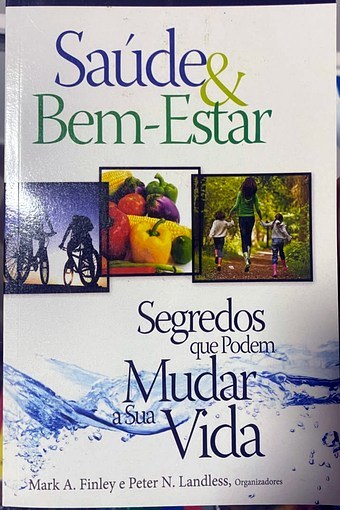 Saúde &
Bem-Estar
Segredos
que Podem
Mudar
a Sua Vida
Mark A. Finley e Peter N. Landless, Organizadores